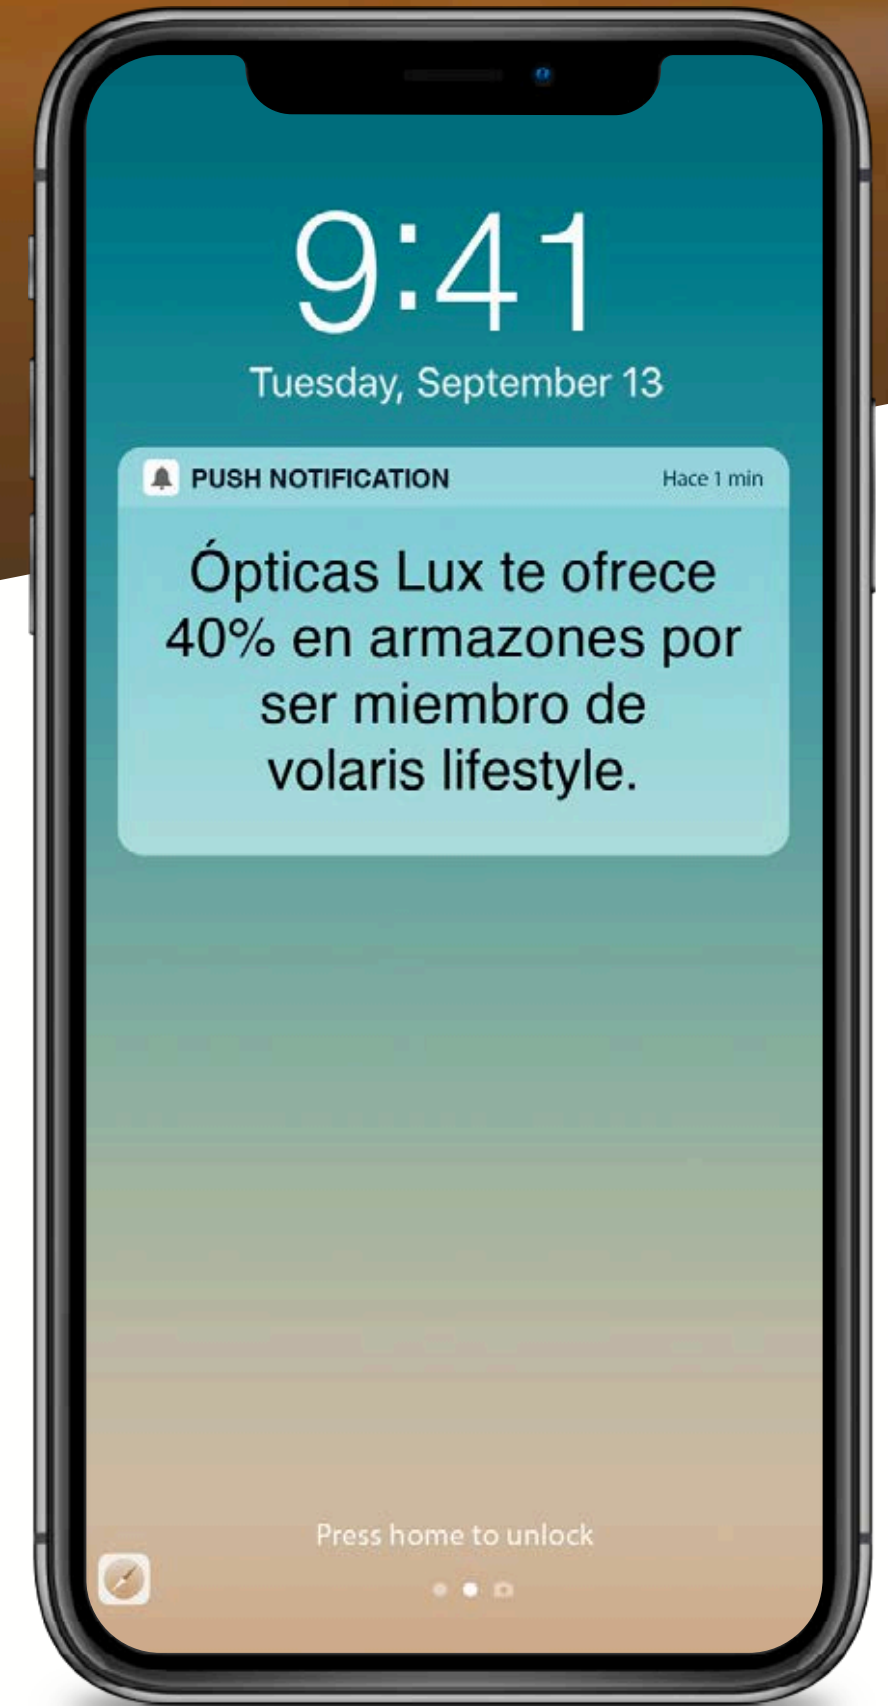 9:41
Tuesday, September 13
PUSH NOTIFICATION Hace 1 min
Ópticas Lux te ofrece
40% en armazones por
ser miembro de
volaris lifestyle.
Press home to unlock